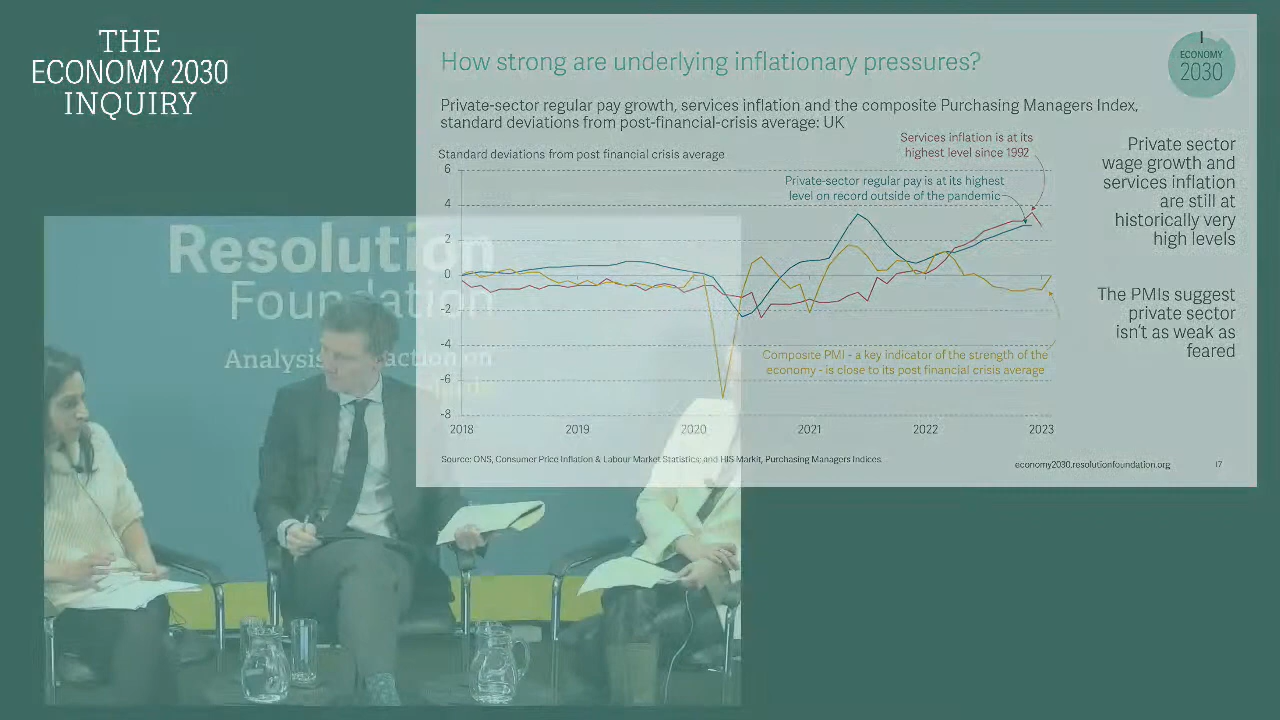 THE
ECONOMY 2030
INQUIRY
How strong are underlying inflationary pressures?
ECONOMY
2030
Private-sector regular pay growth, services inflation and the composite Purchasing Managers Index,
standard deviations from post-financial-crisis average: UK
Standard deviations from post financial crisis average
Services inflation is at its
highest level since 1992
Private-sector regular pay is at its highest
level on record outside of the pandemic
6
4
2
0
-2
-4
-6
-8
Composite PMI - a key indicator of the strength of the
economy - is close to its post financial crisis average
2018
2019
2020
2021
2022
2023
Source: ONS, Consumer Price Inflation & Labour Market Statistics; and HIS Markit, Purchasing Managers Indices
economy2030.resolutionfoundation.org
17
Private sector
wage growth and
services inflation
are still at
historically very
high levels
The PMIs suggest
private sector
isn't as weak as
feared
Resolution
Foundation
Analysis action on